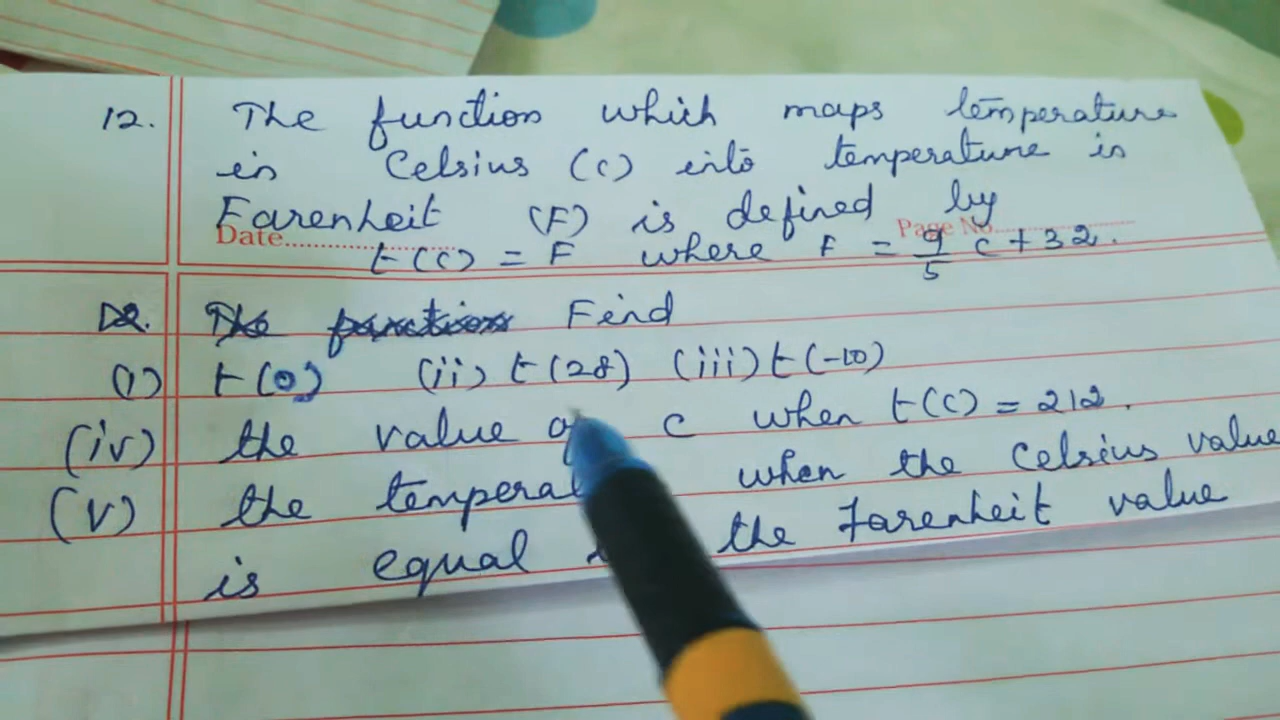 12. The function which maps temperature
in Celsius (c) into temperature in
Farenheit (F) is defined by
Date
Page No.
t(c) = F where F = 9/5 c + 32.
12. The function Find
(i) t(0) (ii) t(28) (iii) t(-10)
(iv) the value of c when t(c) = 212.
(v) the when the Celsius value
is equal the Farenheit value